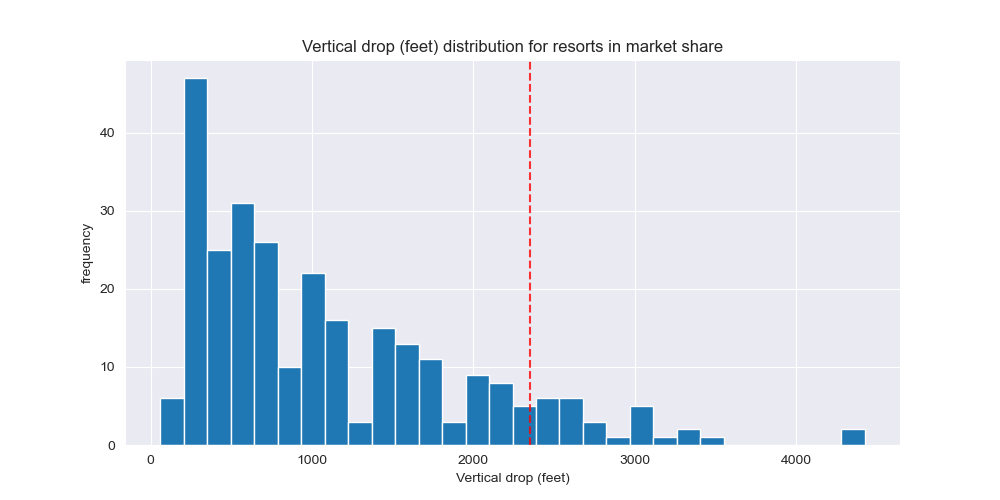 Vertical drop (feet) distribution for resorts in market share
frequency
40
30
20
10
0
0 1000 2000 3000 4000
Vertical drop (feet)